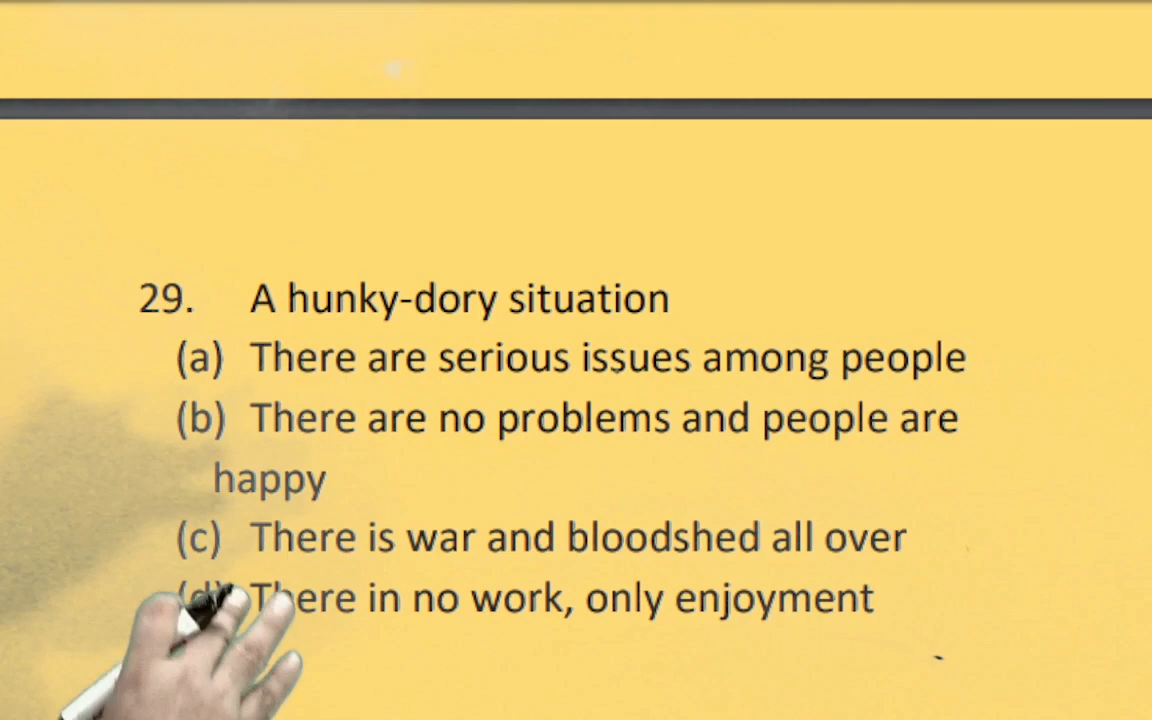 29. A hunky-dory situation
(a) There are serious issues among people
(b) There are no problems and people are
happy
(c) There is war and bloodshed all over
(d) There in no work, only enjoyment